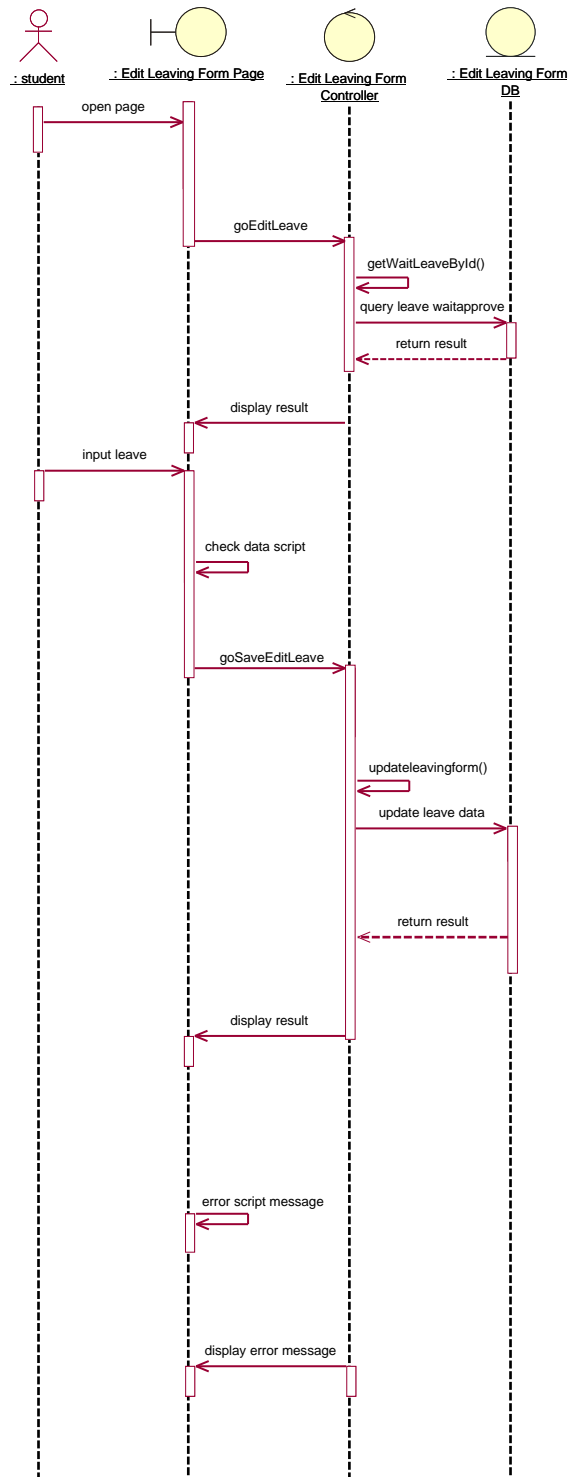 : student
: Edit Leaving Form Page
: Edit Leaving Form
Controller
: Edit Leaving Form
DB
open page
goEditLeave
getWaitLeaveById()
query leave waitapprove
return result
display result
input leave
check data script
goSaveEditLeave
updateleavingform()
update leave data
return result
display result
error script message
display error message